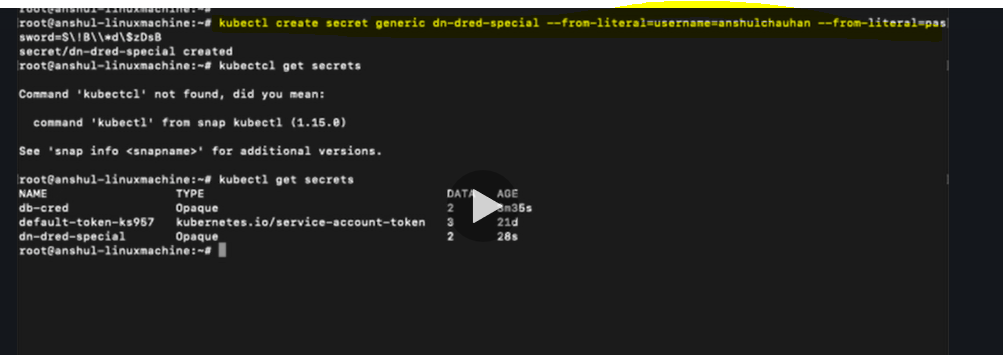 root@anshul-linuxmachine:~#
root@anshul-linuxmachine:~# kubectl create secret generic dn-dred-special --from-literal=username=anshulchauhan --from-literal=pas
sword=S\!B\\*d\$zDsB
secret/dn-dred-special created
root@anshul-linuxmachine:~# kubectcl get secrets
Command 'kubectcl' not found, did you mean:
command 'kubectl' from snap kubectl (1.15.0)
See 'snap info <snapname>' for additional versions.
root@anshul-linuxmachine:~# kubectl get secrets
NAME TYPE DATA AGE
db-cred Opaque 2 m35s
default-token-ks957 kubernetes.io/service-account-token 3 21d
dn-dred-special Opaque 2 28s
root@anshul-linuxmachine:~#